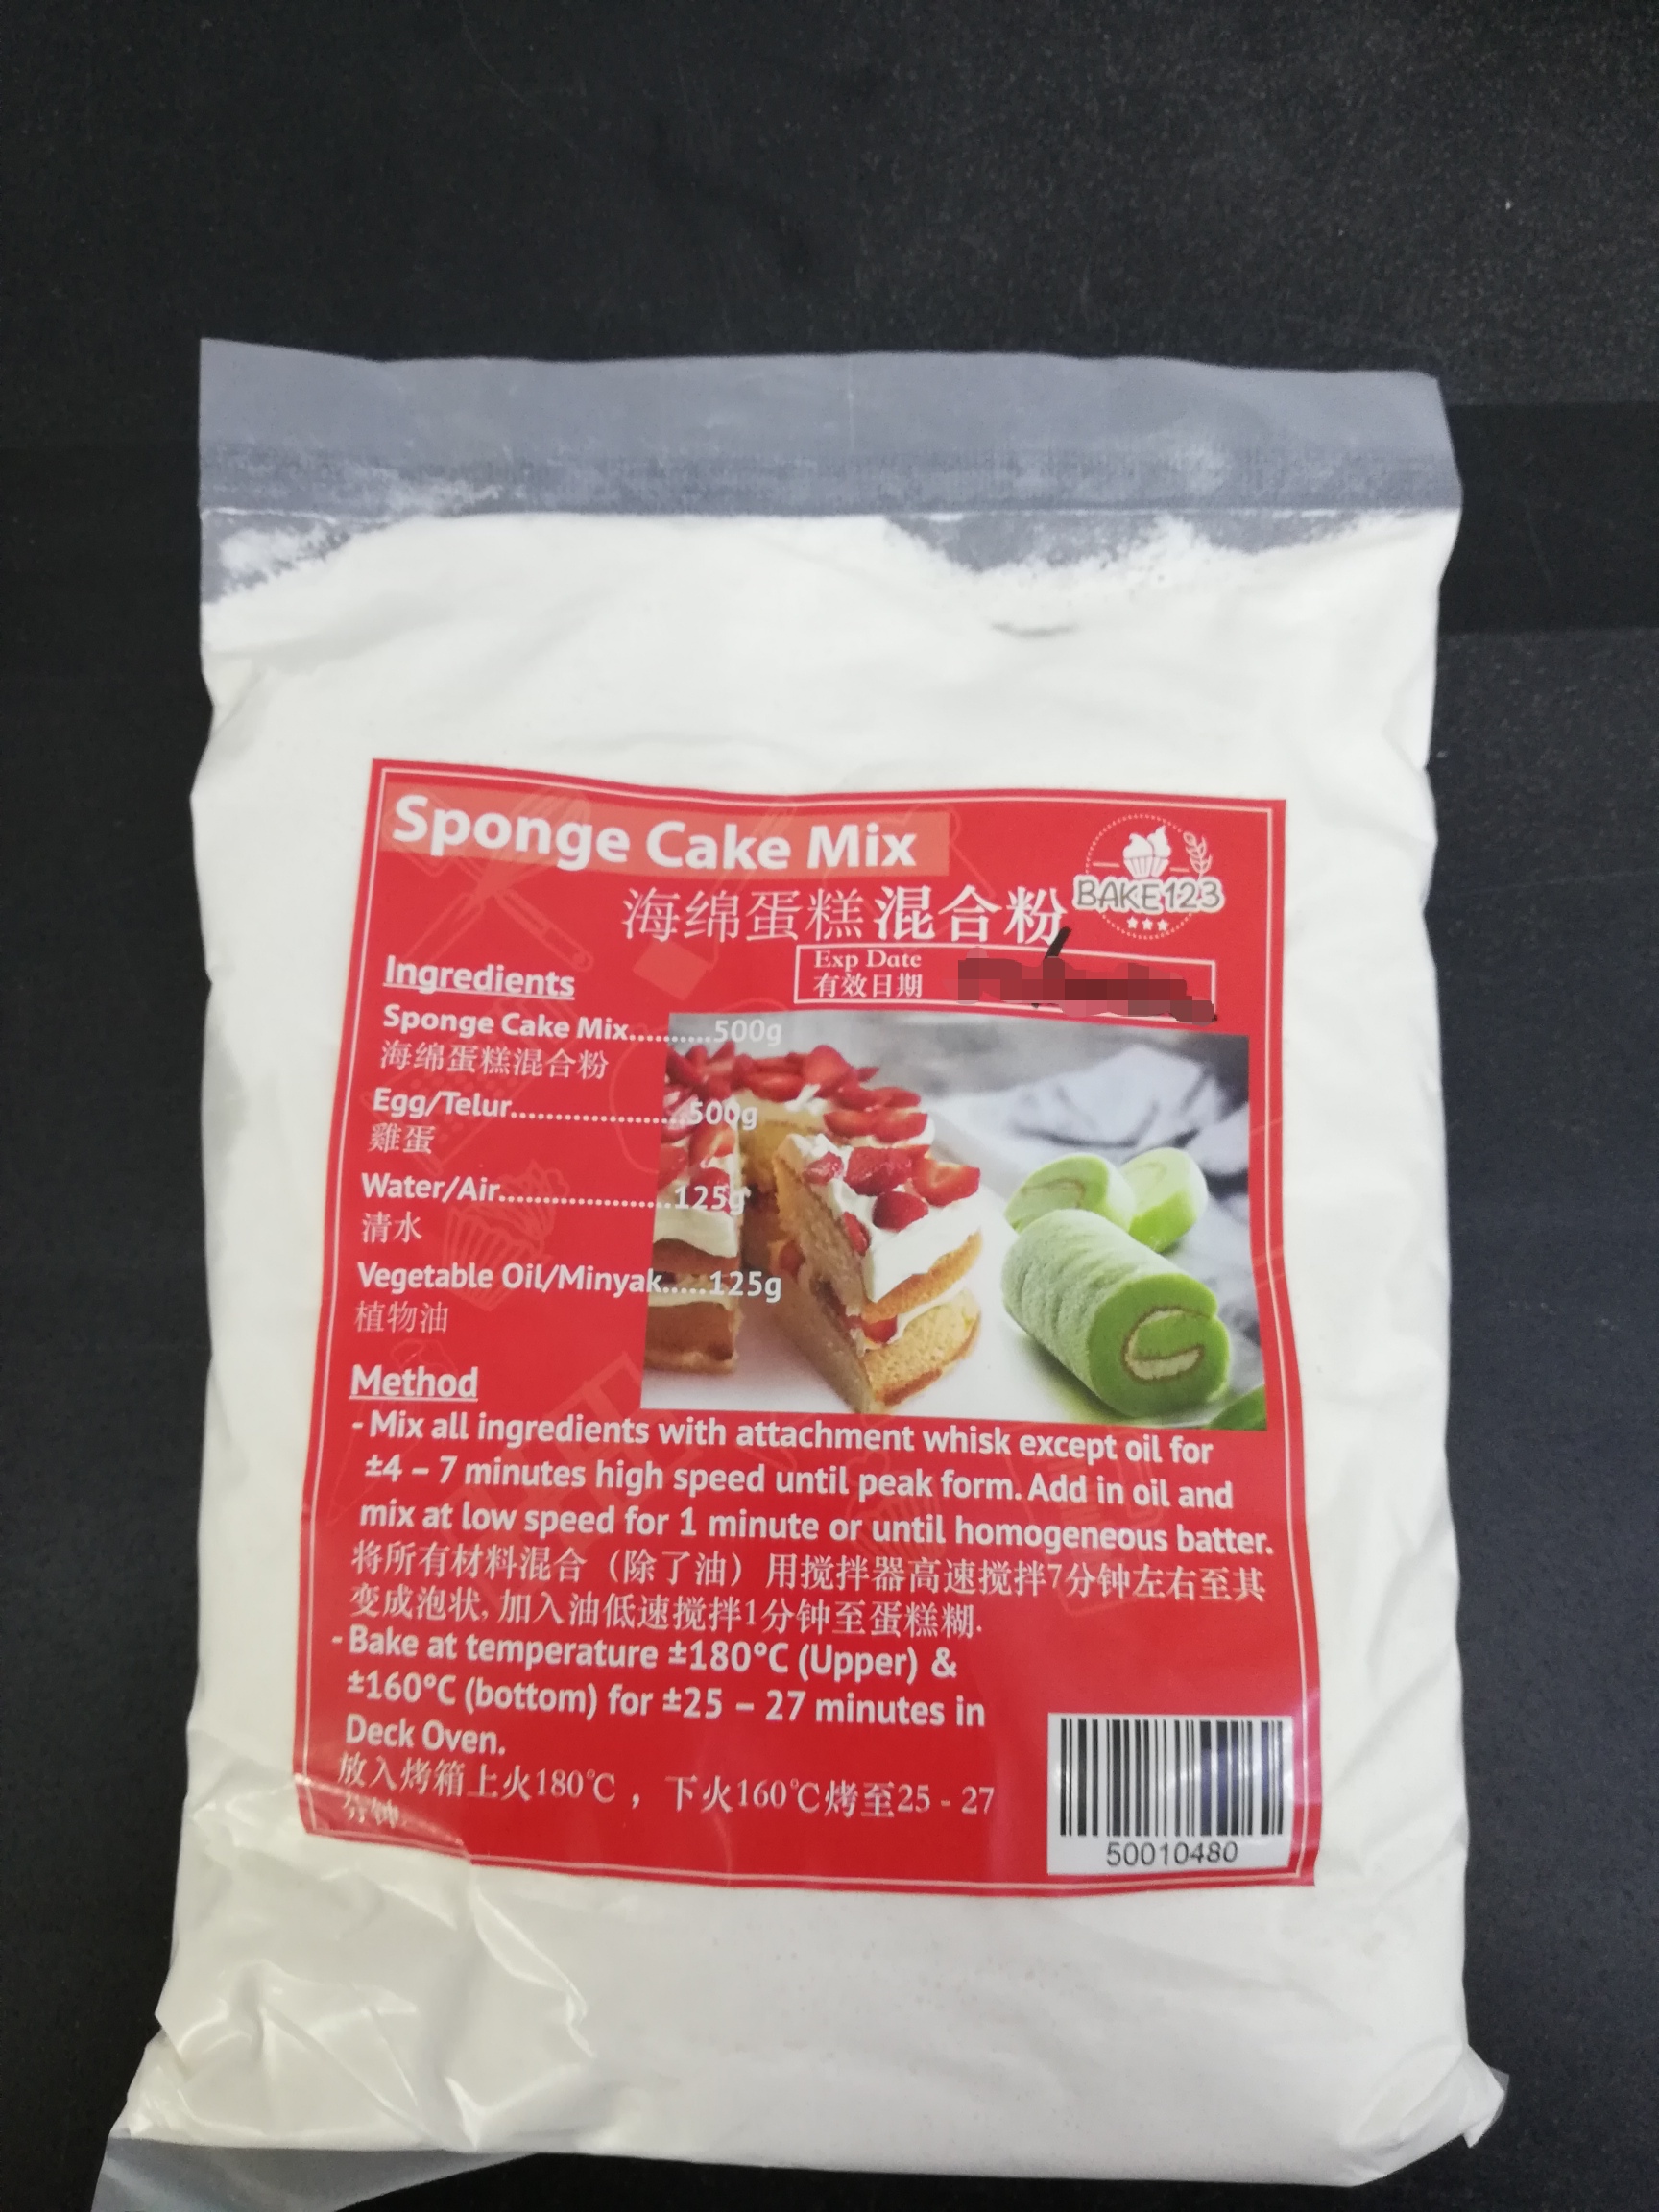 Sponge Cake Mix
海绵蛋糕混合粉
BAKE123
Exp Date
有效日期
Ingredients
Sponge Cake Mix..........500g
海绵蛋糕混合粉
Egg/Telur....................500g
雞蛋
Water/Air...................125g
清水
Vegetable Oil/Minyak.....125g
植物油
Method
- Mix all ingredients with attachment whisk except oil for
±4 – 7 minutes high speed until peak form. Add in oil and
mix at low speed for 1 minute or until homogeneous batter.
将所有材料混合（除了油）用搅拌器高速搅拌7分钟左右至其
变成泡状, 加入油低速搅拌1分钟至蛋糕糊.
- Bake at temperature ±180°C (Upper) &
±160°C (bottom) for ±25 – 27 minutes in
Deck Oven.
放入烤箱上火180℃ ，下火160℃烤至25 - 27
分钟.
50010480